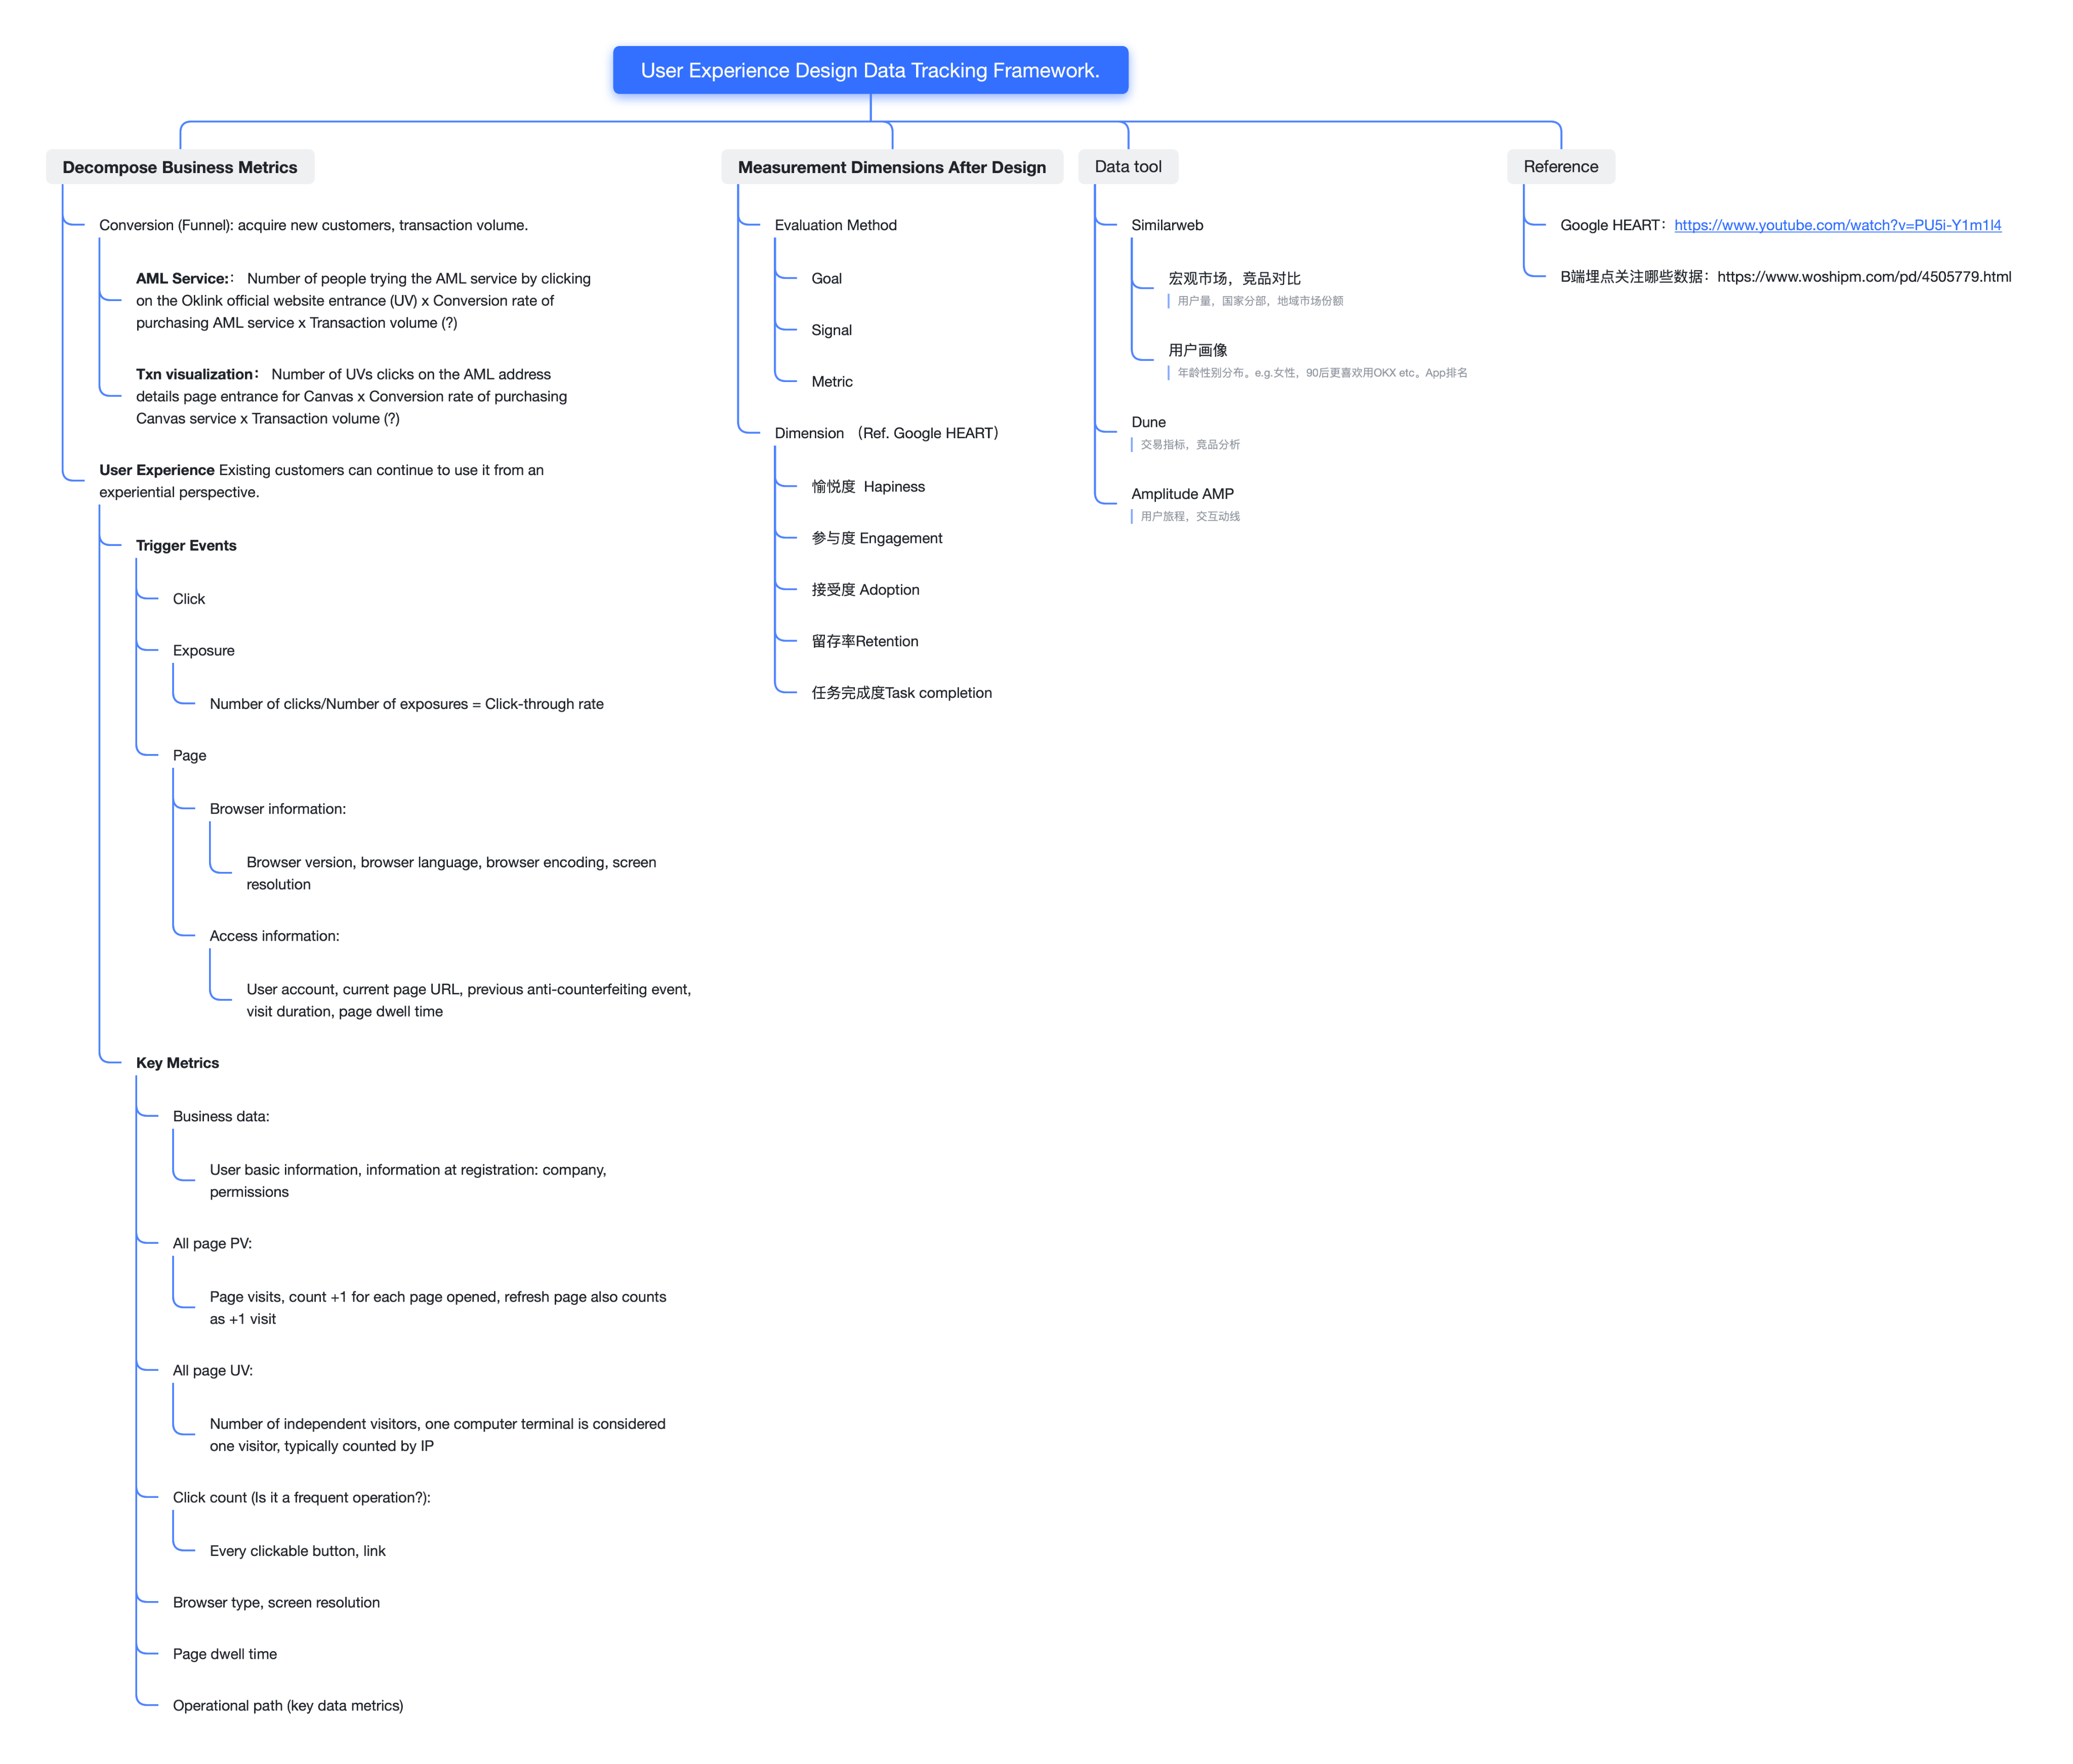 User Experience Design Data Tracking Framework.
Decompose Business Metrics
Conversion (Funnel): acquire new customers, transaction volume.
AML Service:： Number of people trying the AML service by clicking
on the Oklink official website entrance (UV) x Conversion rate of
purchasing AML service x Transaction volume (?)
Txn visualization： Number of UVs clicks on the AML address
details page entrance for Canvas x Conversion rate of purchasing
Canvas service x Transaction volume (?)
User Experience Existing customers can continue to use it from an
experiential perspective.
Trigger Events
Click
Exposure
Number of clicks/Number of exposures = Click-through rate
Page
Browser information:
Browser version, browser language, browser encoding, screen
resolution
Access information:
User account, current page URL, previous anti-counterfeiting event,
visit duration, page dwell time
Key Metrics
Business data:
User basic information, information at registration: company,
permissions
All page PV:
Page visits, count +1 for each page opened, refresh page also counts
as +1 visit
All page UV:
Number of independent visitors, one computer terminal is considered
one visitor, typically counted by IP
Click count (Is it a frequent operation?):
Every clickable button, link
Browser type, screen resolution
Page dwell time
Operational path (key data metrics)
Measurement Dimensions After Design
Evaluation Method
Goal
Signal
Metric
Dimension （Ref. Google HEART）
愉悦度 Hapiness
参与度 Engagement
接受度 Adoption
留存率Retention
任务完成度Task completion
Data tool
Similarweb
宏观市场，竞品对比
用户量，国家分部，地域市场份额
用户画像
年龄性别分布。e.g.女性，90后更喜欢用OKX etc。App排名
Dune
交易指标，竞品分析
Amplitude AMP
用户旅程，交互动线
Reference
Google HEART：https://www.youtube.com/watch?v=PU5i-Y1m1I4
B端埋点关注哪些数据：https://www.woshipm.com/pd/4505779.html